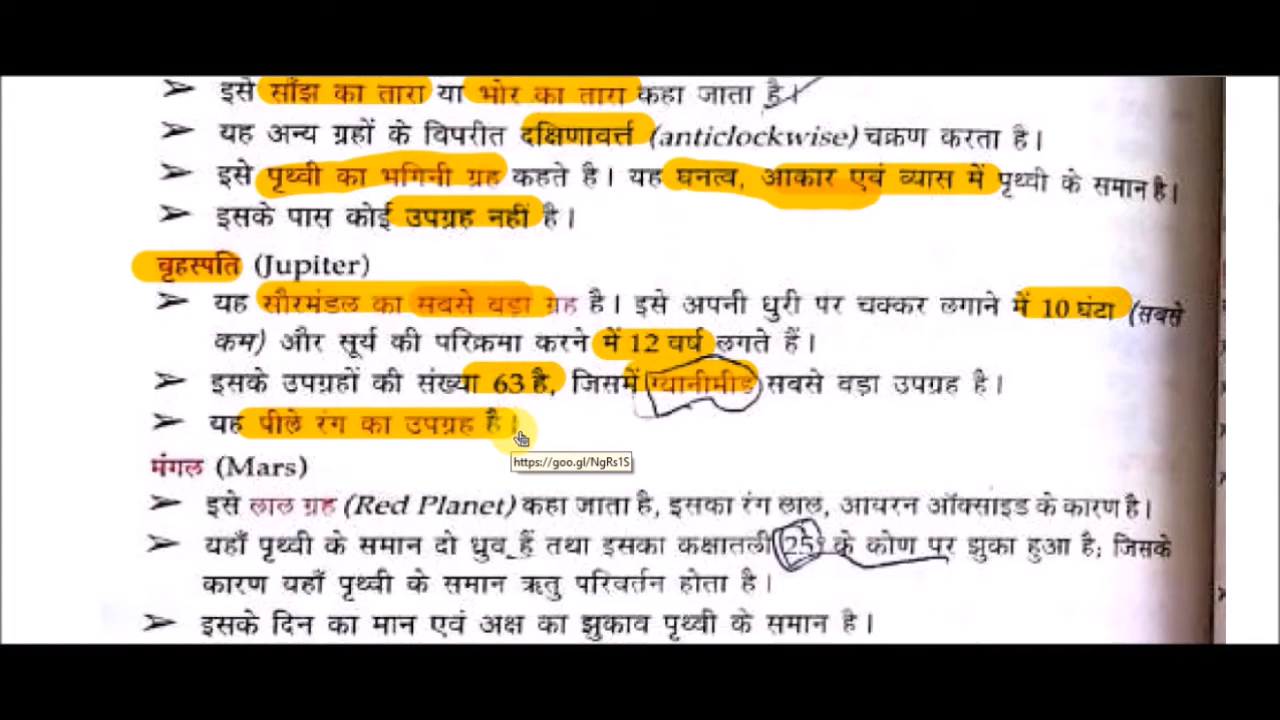 ➢ इसे साँझ का तारा या भोर का तारा कहा जाता है।
➢ यह अन्य ग्रहों के विपरीत दक्षिणावर्त्त (anticlockwise) चक्रण करता है।
➢ इसे पृथ्वी का भगिनी ग्रह कहते है। यह घनत्व, आकार एवं व्यास में पृथ्वी के समान है।
➢ इसके पास कोई उपग्रह नहीं है।
बृहस्पति (Jupiter)
➢ यह सौरमंडल का सबसे बड़ा ग्रह है। इसे अपनी धुरी पर चक्कर लगाने में 10 घंटा (सबसे
कम) और सूर्य की परिक्रमा करने में 12 वर्ष लगते हैं।
➢ इसके उपग्रहों की संख्या 63 है, जिसमें ग्यानीमीड सबसे बड़ा उपग्रह है।
➢ यह पीले रंग का उपग्रह है।
https://goo.gl/NgRs1S
मंगल (Mars)
➢ इसे लाल ग्रह (Red Planet) कहा जाता है, इसका रंग लाल, आयरन ऑक्साइड के कारण है।
➢ यहाँ पृथ्वी के समान दो ध्रुव हैं तथा इसका कक्षातली 25° के कोण पर झुका हुआ है; जिसके
कारण यहाँ पृथ्वी के समान ऋतु परिवर्तन होता है।
➢ इसके दिन का मान एवं अक्ष का झुकाव पृथ्वी के समान है।